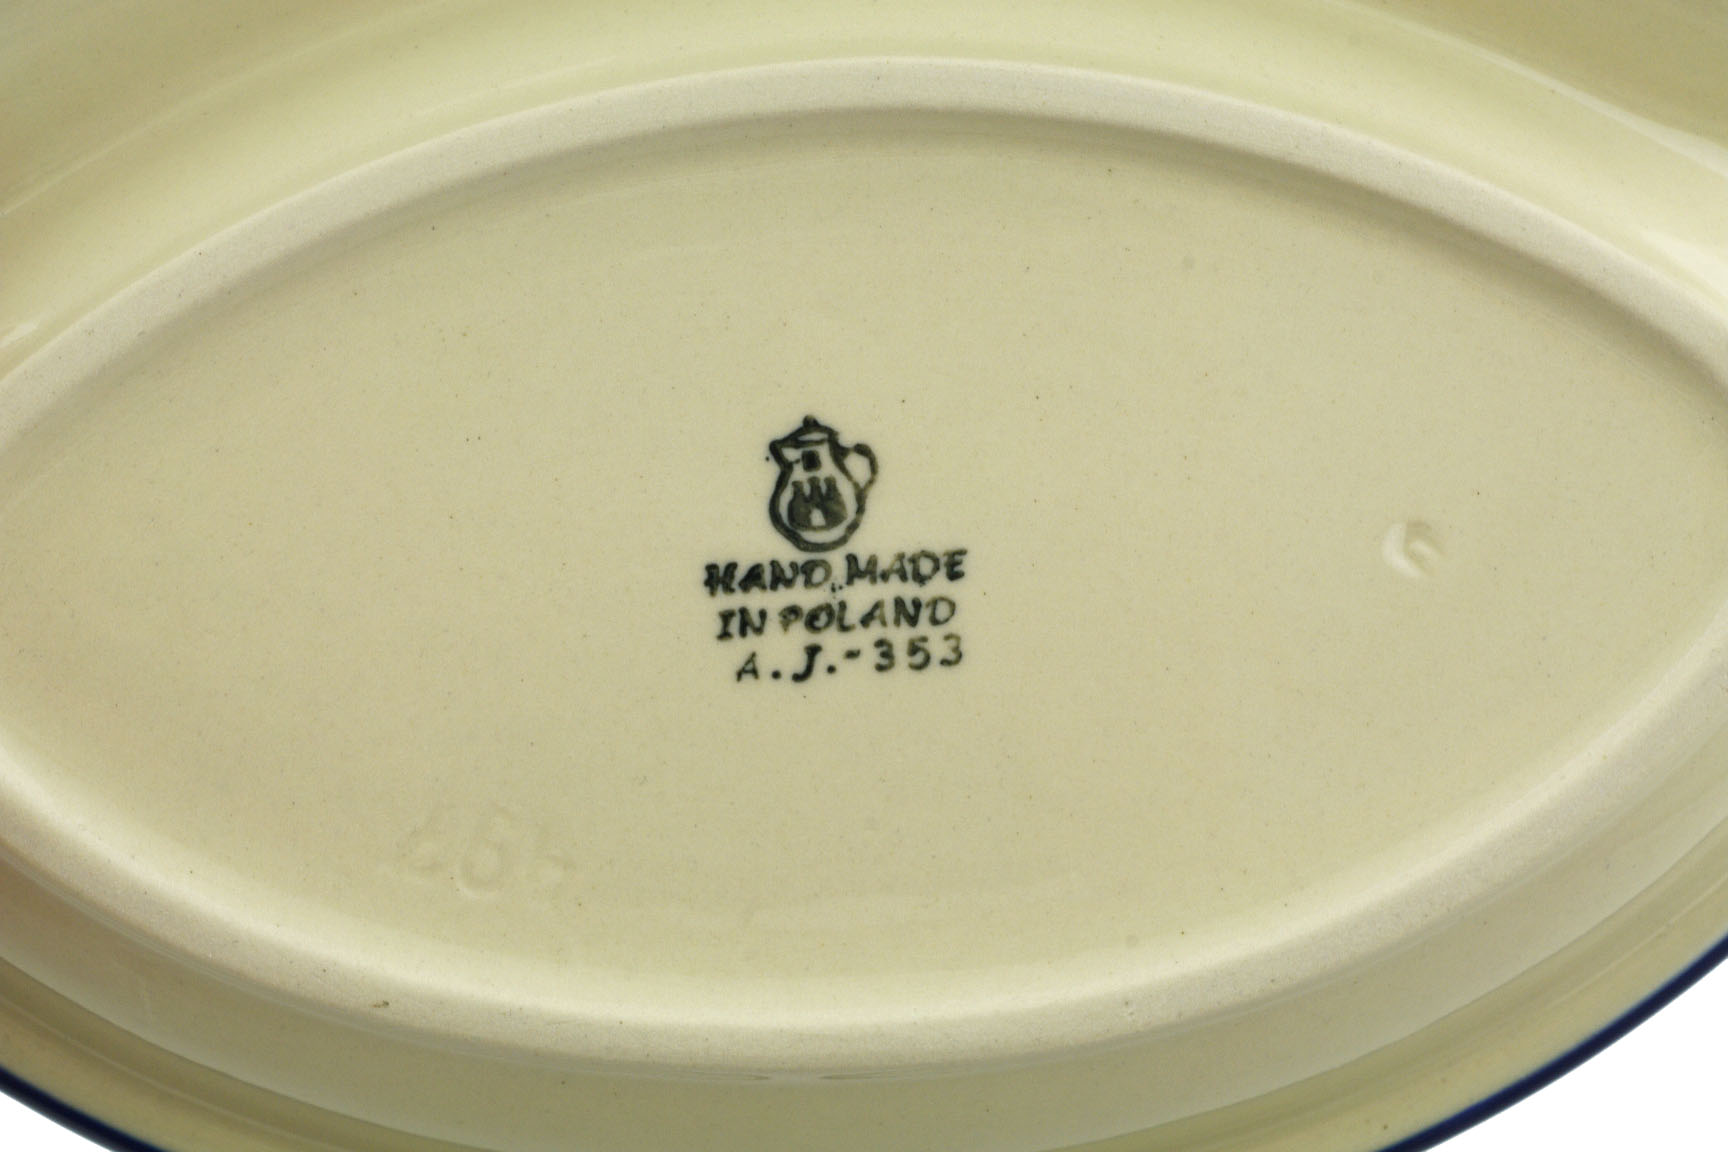 HAND MADE
IN POLAND
A.J.-353